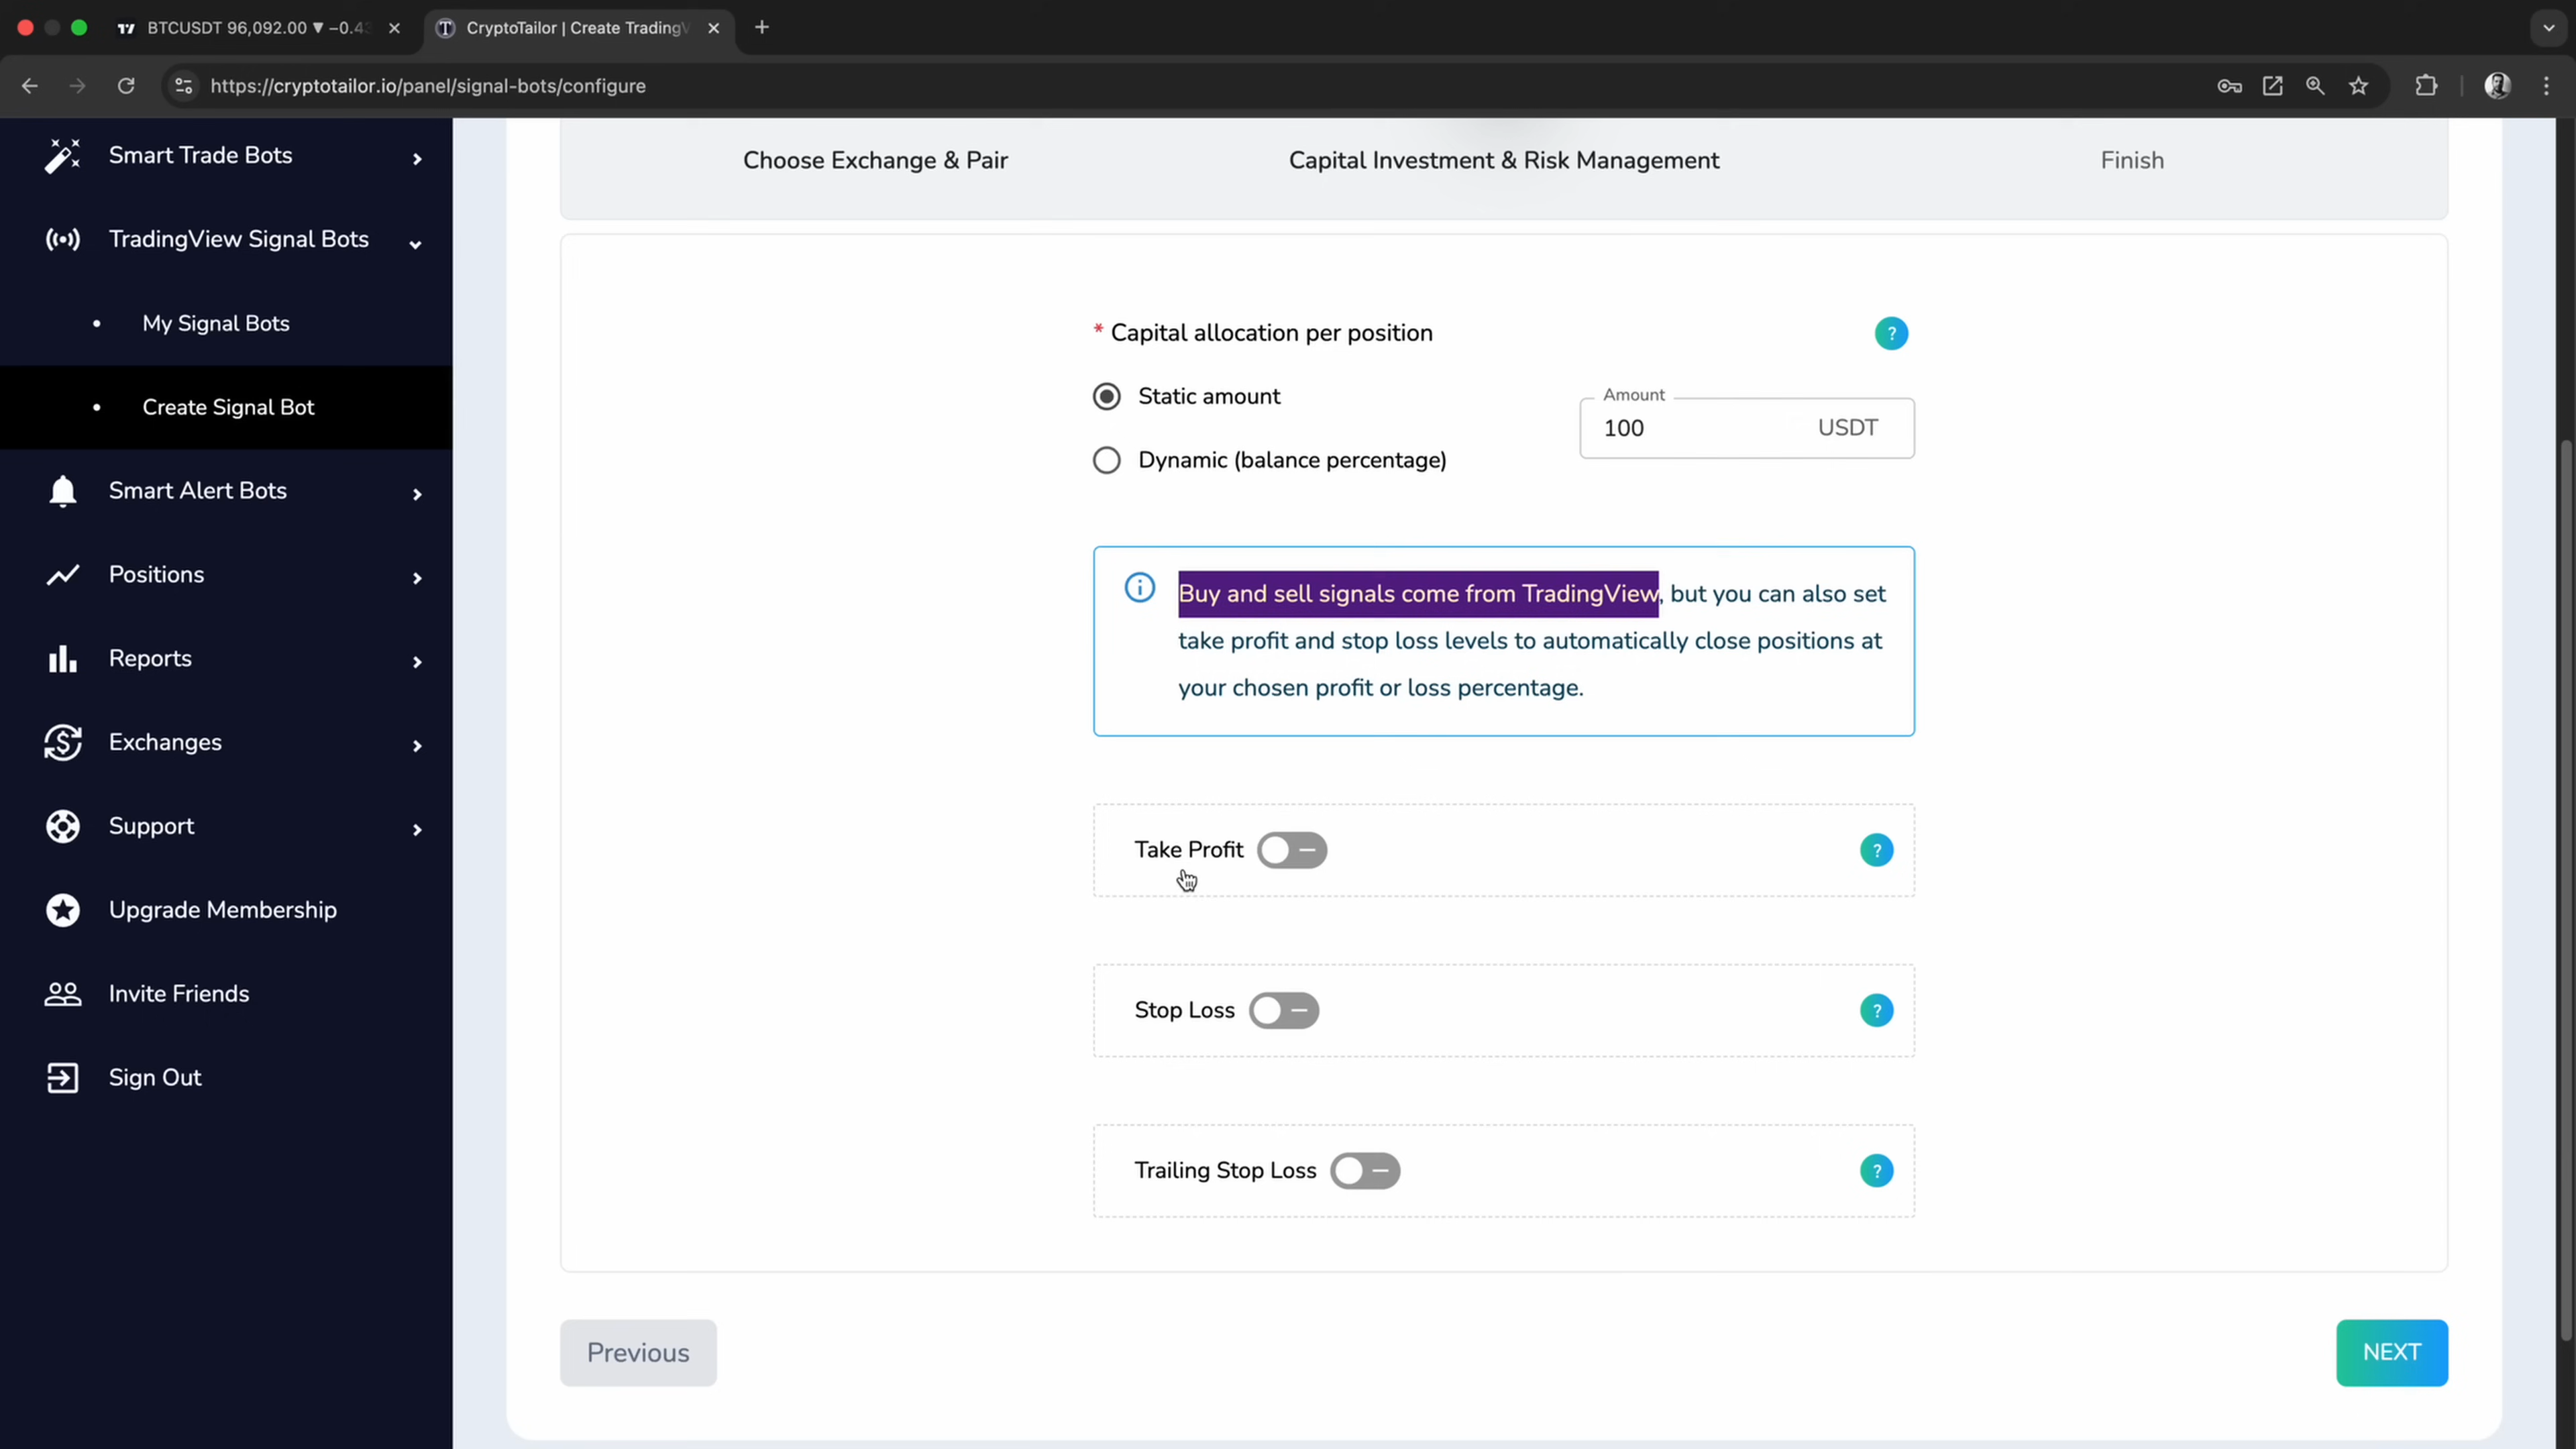 BTCUSDT 96,092.00 ▼ −0.43
CryptoTailor | Create TradingV
https://cryptotailor.io/panel/signal-bots/configure
Smart Trade Bots
TradingView Signal Bots
• My Signal Bots
• Create Signal Bot
Smart Alert Bots
Positions
Reports
Exchanges
Support
Upgrade Membership
Invite Friends
Sign Out
Choose Exchange & Pair
Capital Investment & Risk Management
Finish
* Capital allocation per position
?
Static amount
Dynamic (balance percentage)
Amount
100 USDT
Buy and sell signals come from TradingView, but you can also set
take profit and stop loss levels to automatically close positions at
your chosen profit or loss percentage.
Take Profit
?
Stop Loss
?
Trailing Stop Loss
?
Previous
NEXT